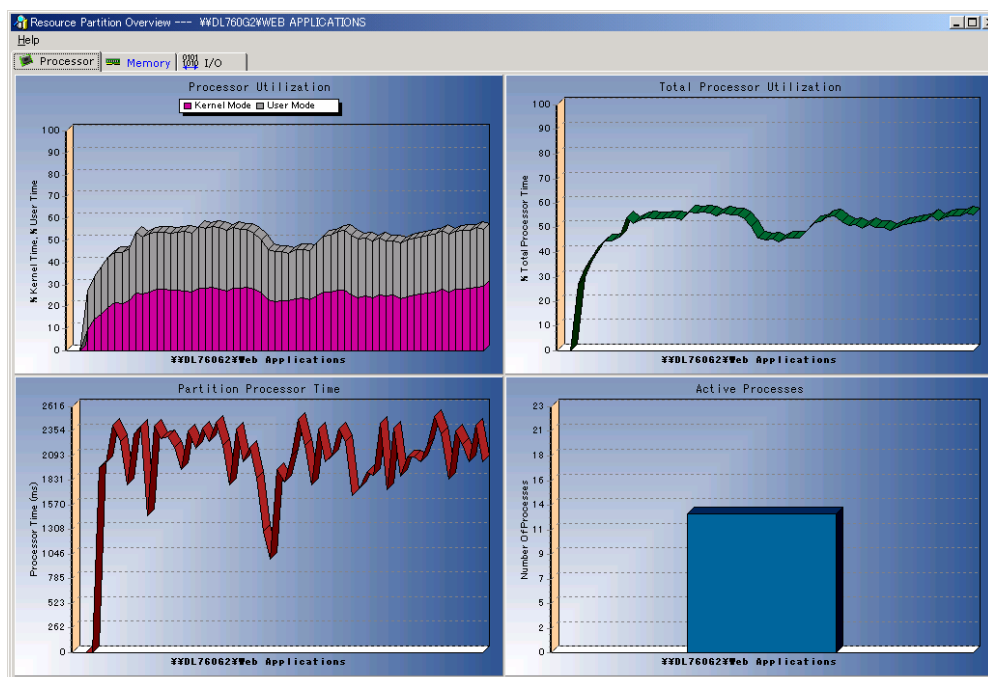 Resource Partition Overview --- ¥¥DL760G2¥WEB APPLICATIONS
Help
Processor Memory 0101 1010 I/O
Processor Utilization
Kernel Mode User Mode
% Kernel Time, % User Time
100
90
80
70
60
50
40
30
20
10
0
¥¥DL760G2¥Web Applications
Total Processor Utilization
% Total Processor Time
100
90
80
70
60
50
40
30
20
10
0
¥¥DL760G2¥Web Applications
Partition Processor Time
Processor Time (ms)
2616
2354
2093
1831
1570
1308
1046
785
523
262
0
¥¥DL760G2¥Web Applications
Active Processes
Number Of Processes
23
21
18
16
14
11
9
7
5
2
0
¥¥DL760G2¥Web Applications